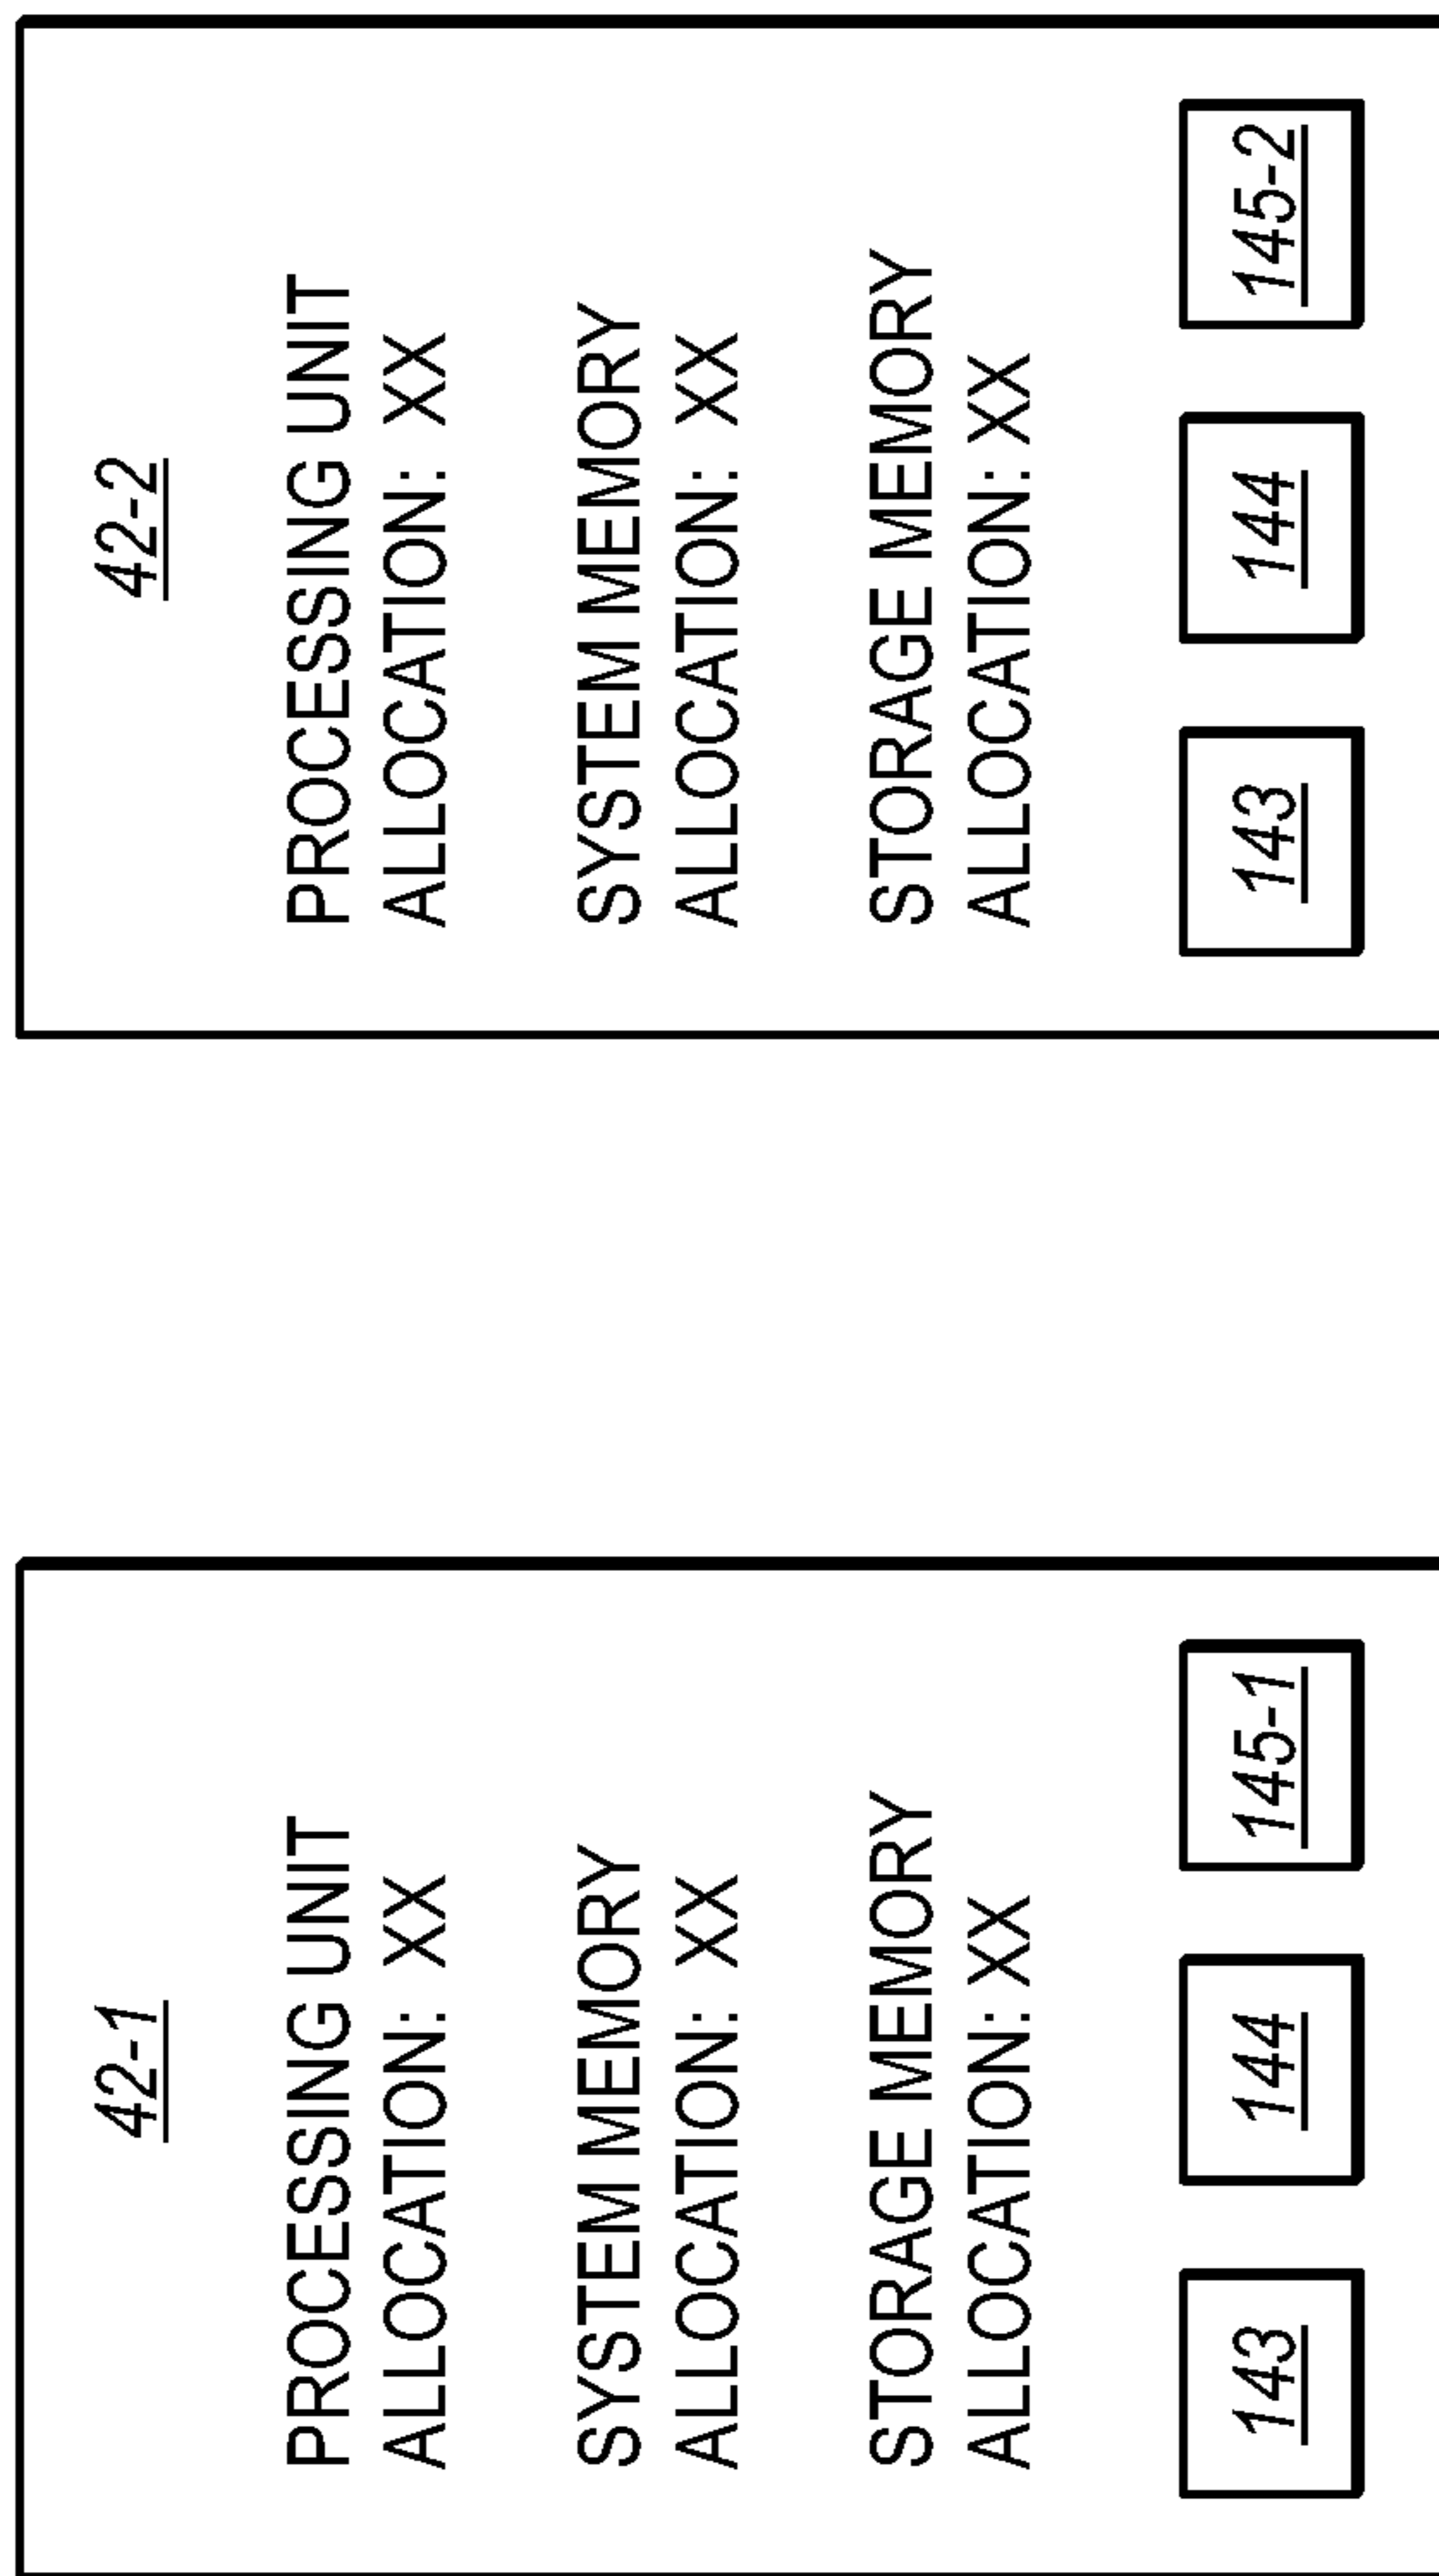 42-1
PROCESSING UNIT
ALLOCATION: XX
SYSTEM MEMORY
ALLOCATION: XX
STORAGE MEMORY
ALLOCATION: XX
143
144
145-1
42-2
PROCESSING UNIT
ALLOCATION: XX
SYSTEM MEMORY
ALLOCATION: XX
STORAGE MEMORY
ALLOCATION: XX
143
144
145-2